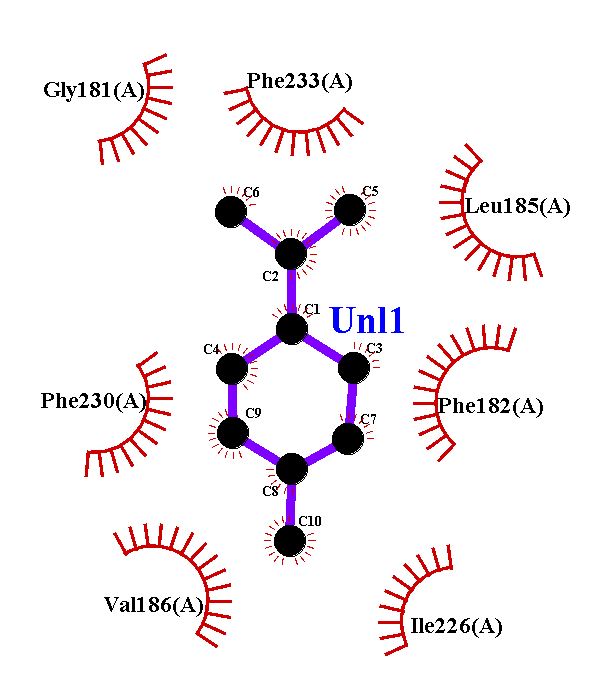 Phe233(A)
Gly181(A)
C6
C5
Leu185(A)
C2
C1
Unl1
C4
C3
Phe230(A)
Phe182(A)
C9
C7
C8
C10
Val186(A)
Ile226(A)